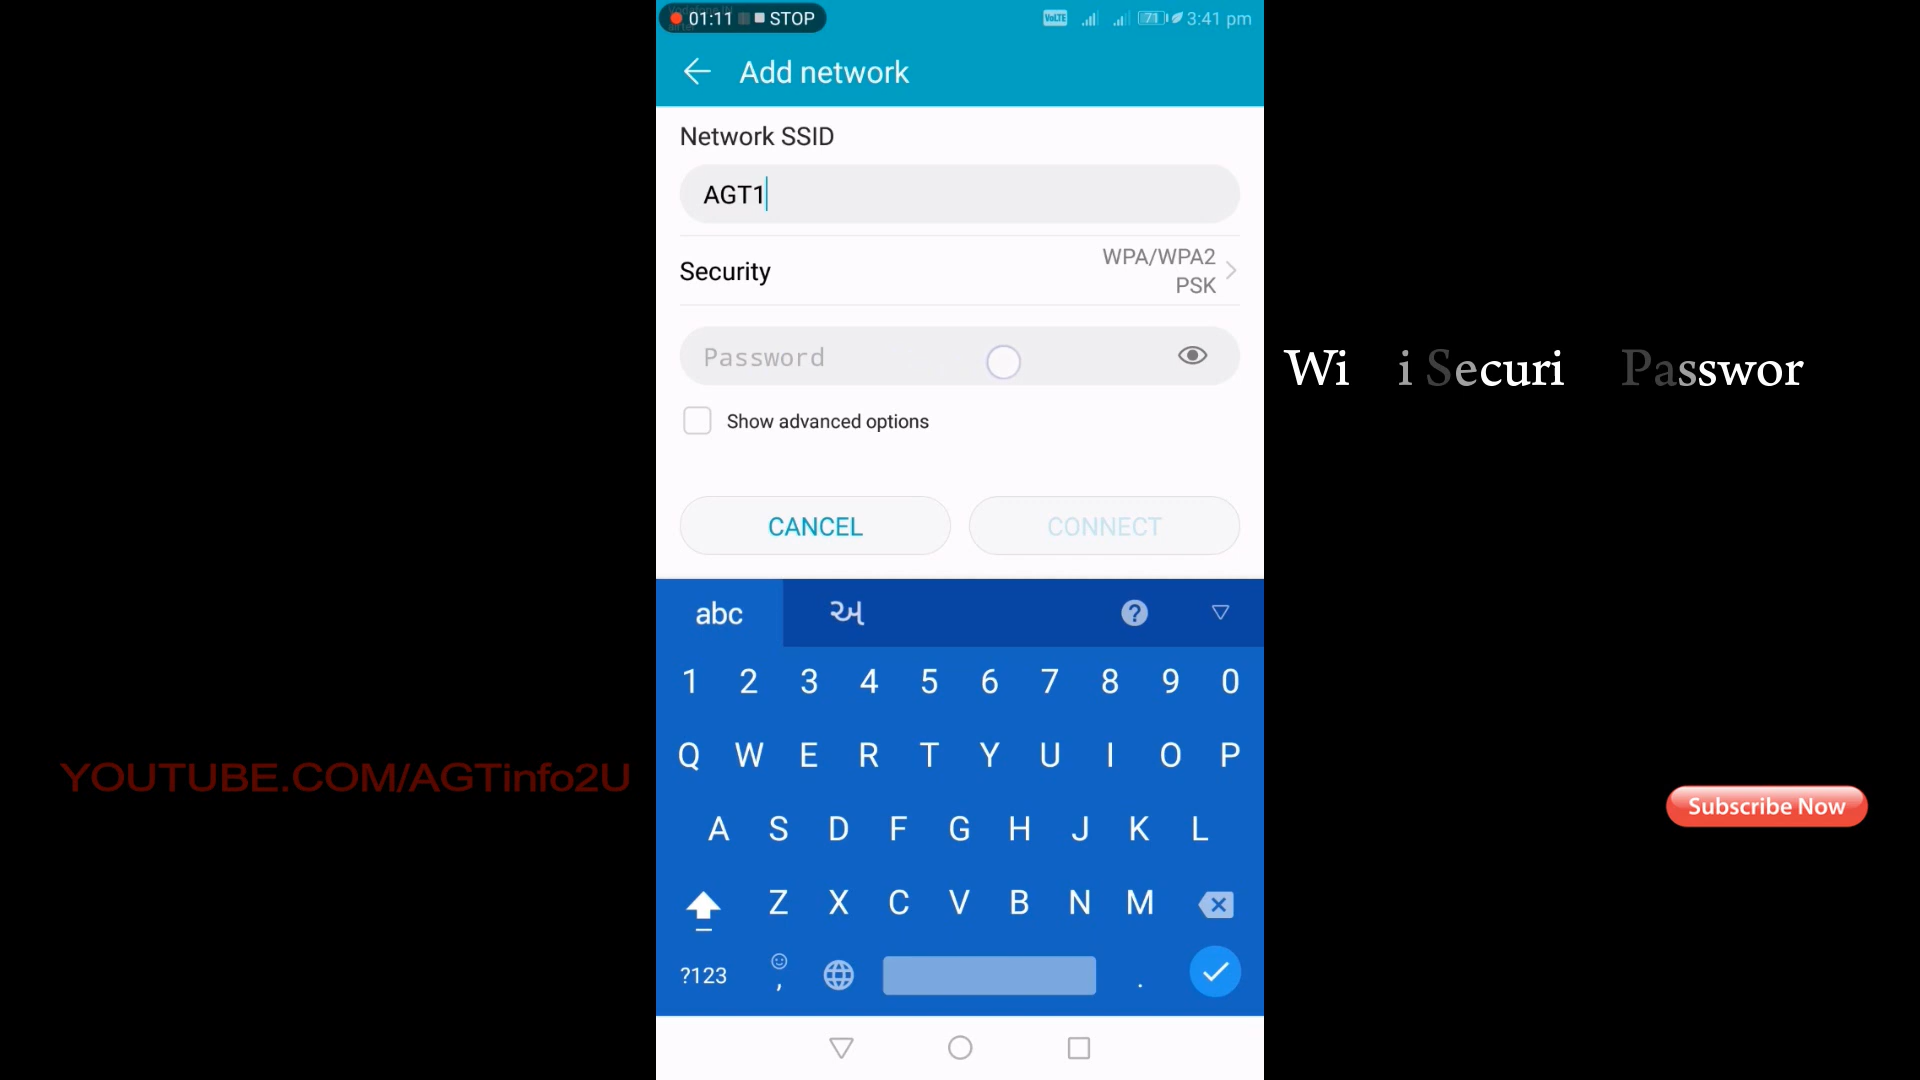 01:11 STOP
VoLTE 71 3:41 pm
Add network
Network SSID
AGT1
Security
WPA/WPA2
PSK
Password
Wi i Securi Passwor
Show advanced options
CANCEL CONNECT
abc અ ?
1 2 3 4 5 6 7 8 9 0
Q W E R T Y U I O P
YOUTUBE.COM/AGTinfo2U
Subscribe Now
A S D F G H J K L
Z X C V B N M
?123 , .